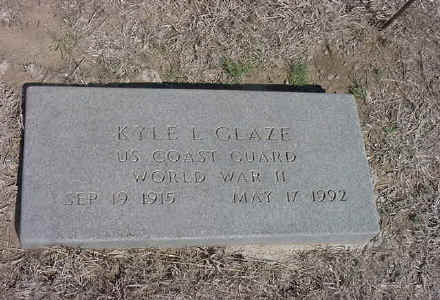 KYLE L GLAZE
US COAST GUARD
WORLD WAR II
SEP 19 1915 MAY 17 1992